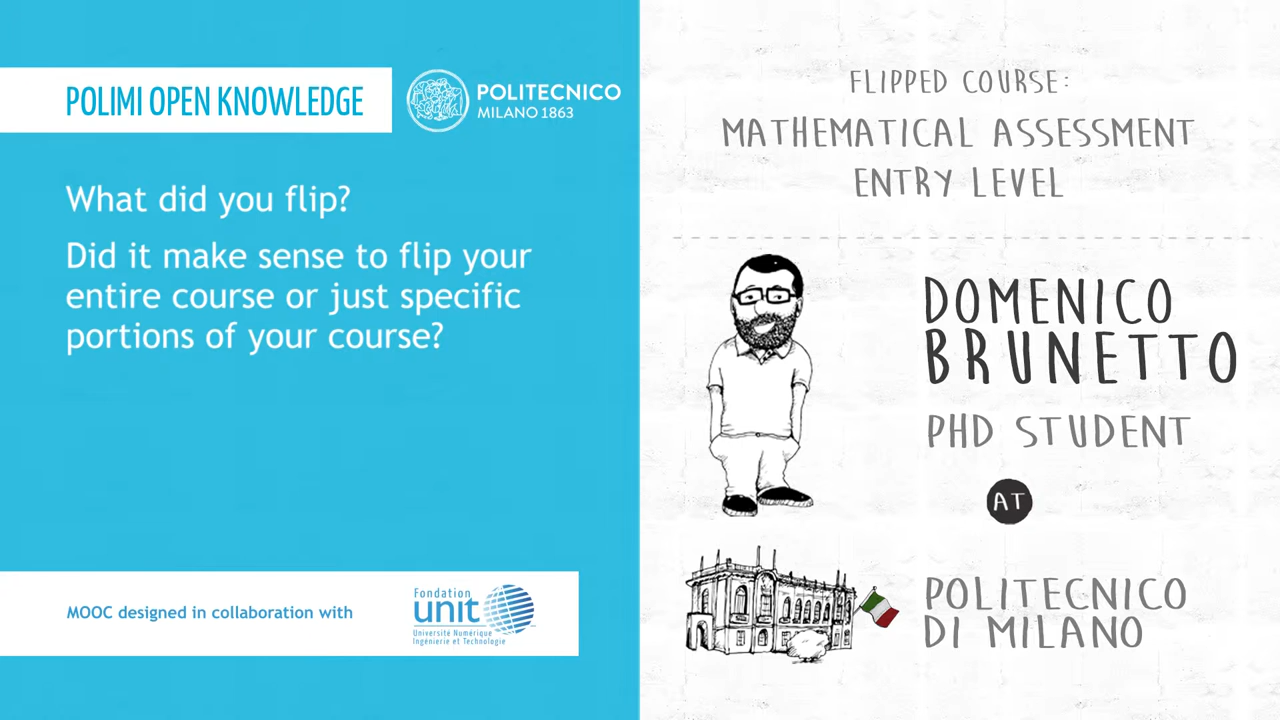 POLIMI OPEN KNOWLEDGE
POLITECNICO
MILANO 1863
What did you flip?
Did it make sense to flip your
entire course or just specific
portions of your course?
MOOC designed in collaboration with
Fondation
unit
Université Numérique
Ingénierie et Technologie
FLIPPED COURSE:
MATHEMATICAL ASSESSMENT
ENTRY LEVEL
DOMENICO
BRUNETTO
PHD STUDENT
AT
POLITECNICO
DI MILANO